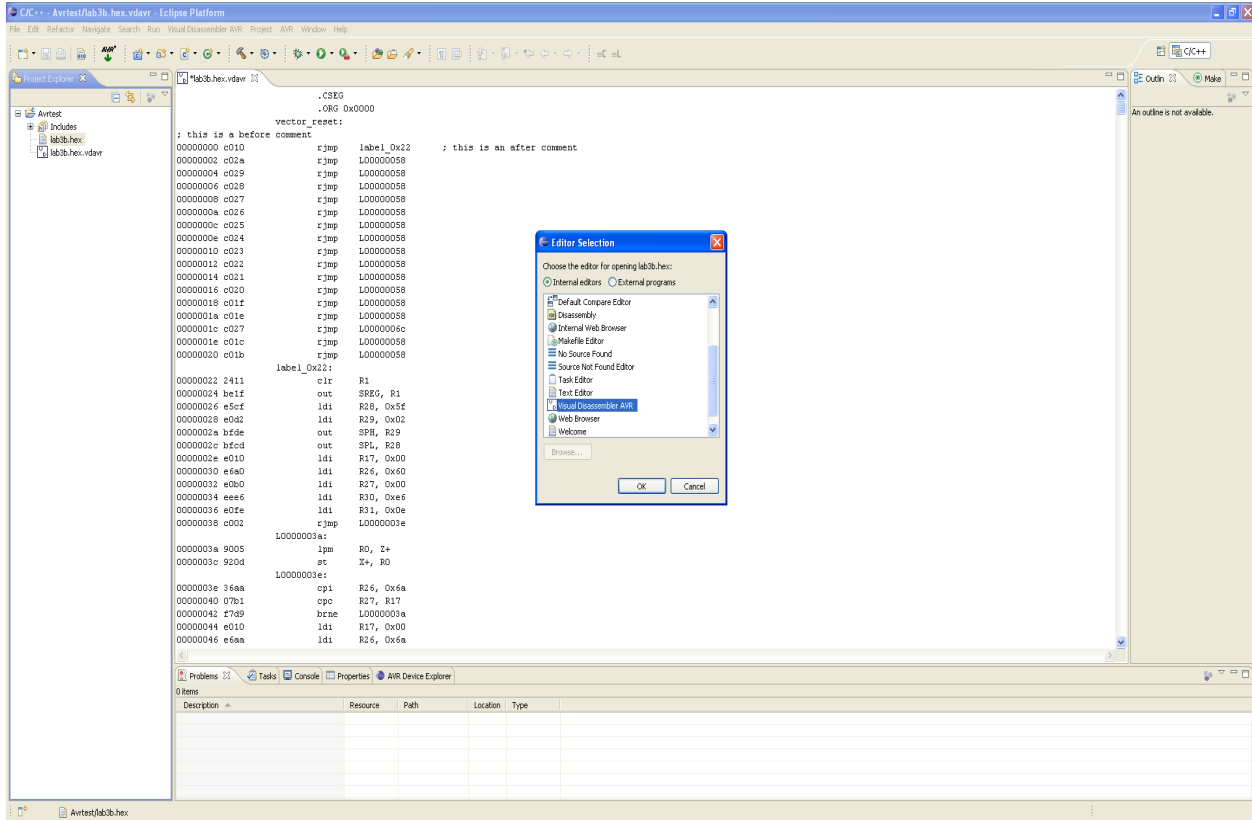 C/C++ - Avrtest/lab3b.hex.vdavr - Eclipse Platform
File Edit Refactor Navigate Search Run Visual Disassembler AVR Project AVR Window Help
AVR
C/C++
Project Explorer
*lab3b.hex.vdavr
Outlin
Make
Avrtest
Includes
lab3b.hex
lab3b.hex.vdavr
.CSEG
.ORG 0x0000
vector_reset:
; this is a before comment
00000000 c010 rjmp label_0x22 ; this is an after comment
00000002 c02a rjmp L00000058
00000004 c029 rjmp L00000058
00000006 c028 rjmp L00000058
00000008 c027 rjmp L00000058
0000000a c026 rjmp L00000058
0000000c c025 rjmp L00000058
0000000e c024 rjmp L00000058
00000010 c023 rjmp L00000058
00000012 c022 rjmp L00000058
00000014 c021 rjmp L00000058
00000016 c020 rjmp L00000058
00000018 c01f rjmp L00000058
0000001a c01e rjmp L00000058
0000001c c027 rjmp L0000006c
0000001e c01c rjmp L00000058
00000020 c01b rjmp L00000058
label_0x22:
00000022 2411 clr R1
00000024 be1f out SREG, R1
00000026 e5cf ldi R28, 0x5f
00000028 e0d2 ldi R29, 0x02
0000002a bfde out SPH, R29
0000002c bfcd out SPL, R28
0000002e e010 ldi R17, 0x00
00000030 e6a0 ldi R26, 0x60
00000032 e0b0 ldi R27, 0x00
00000034 eee6 ldi R30, 0xe6
00000036 e0fe ldi R31, 0x0e
00000038 c002 rjmp L0000003e
L0000003a:
0000003a 9005 lpm R0, Z+
0000003c 920d st X+, R0
L0000003e:
0000003e 36aa cpi R26, 0x6a
00000040 07b1 cpc R27, R17
00000042 f7d9 brne L0000003a
00000044 e010 ldi R17, 0x00
00000046 e6aa ldi R26, 0x6a
An outline is not available.
Editor Selection
Choose the editor for opening lab3b.hex:
Internal editors External programs
Default Compare Editor
Disassembly
Internal Web Browser
Makefile Editor
No Source Found
Source Not Found Editor
Task Editor
Text Editor
Visual Disassembler AVR
Web Browser
Welcome
Browse...
OK Cancel
Problems Tasks Console Properties AVR Device Explorer
0 items
Description Resource Path Location Type
Avrtest/lab3b.hex